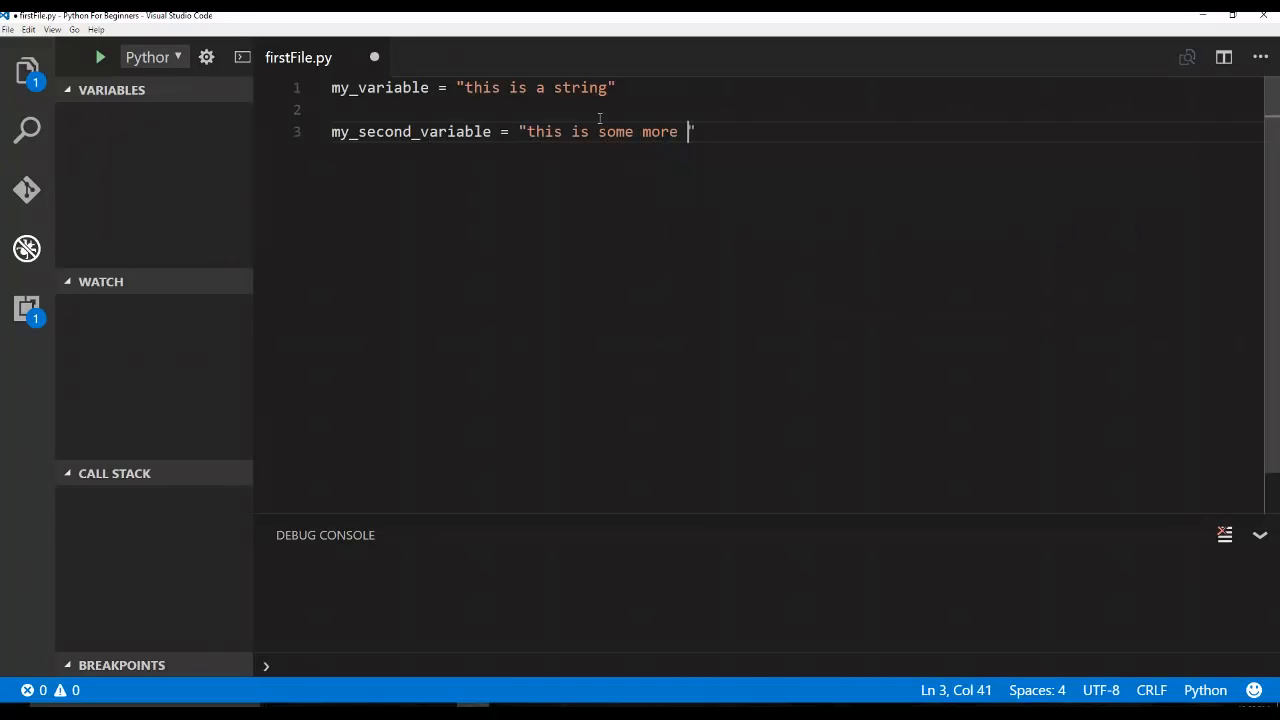 firstFile.py - Python For Beginners - Visual Studio Code
File Edit View Go Help
Python firstFile.py
VARIABLES
1 my_variable = "this is a string"
2
3 my_second_variable = "this is some more "
1
WATCH
1
CALL STACK
DEBUG CONSOLE
BREAKPOINTS
0 0 Ln 3, Col 41 Spaces: 4 UTF-8 CRLF Python